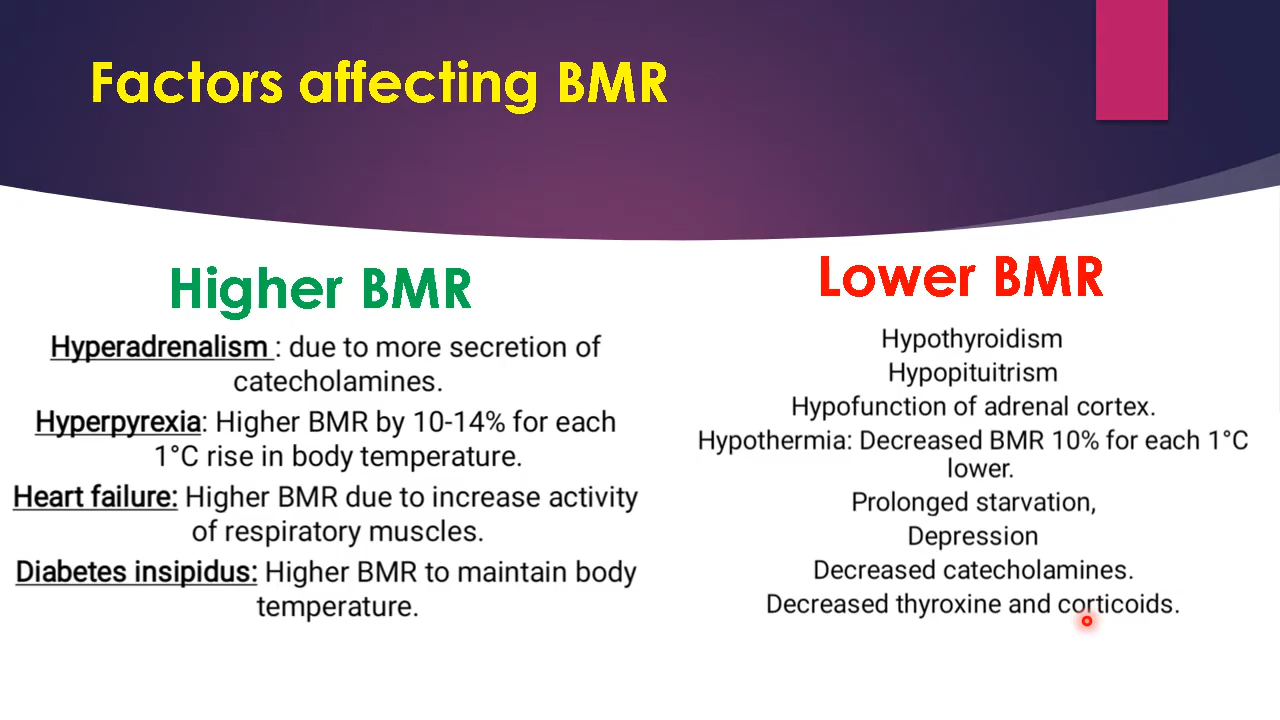 Factors affecting BMR
Higher BMR
Hyperadrenalism : due to more secretion of
catecholamines.
Hyperpyrexia: Higher BMR by 10-14% for each
1°C rise in body temperature.
Heart failure: Higher BMR due to increase activity
of respiratory muscles.
Diabetes insipidus: Higher BMR to maintain body
temperature.
Lower BMR
Hypothyroidism
Hypopituitrism
Hypofunction of adrenal cortex.
Hypothermia: Decreased BMR 10% for each 1°C
lower.
Prolonged starvation,
Depression
Decreased catecholamines.
Decreased thyroxine and corticoids.